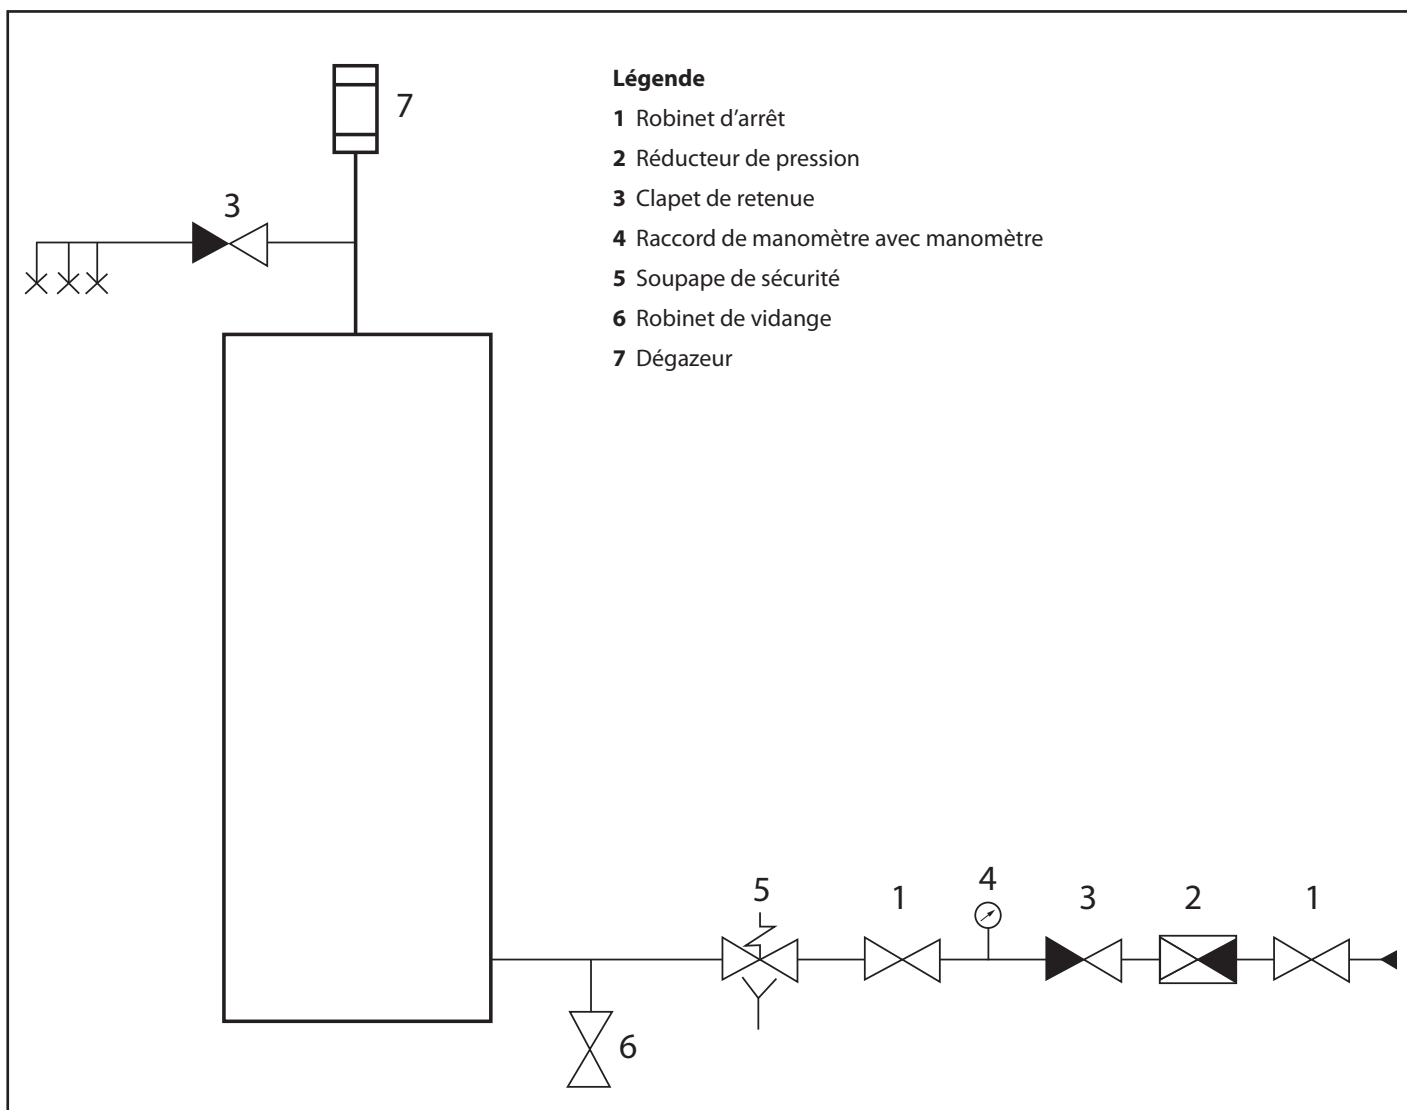 Légende
1 Robinet d’arrêt
2 Réducteur de pression
3 Clapet de retenue
4 Raccord de manomètre avec manomètre
5 Soupape de sécurité
6 Robinet de vidange
7 Dégazeur
7
3
5
1
4
3
2
1
6